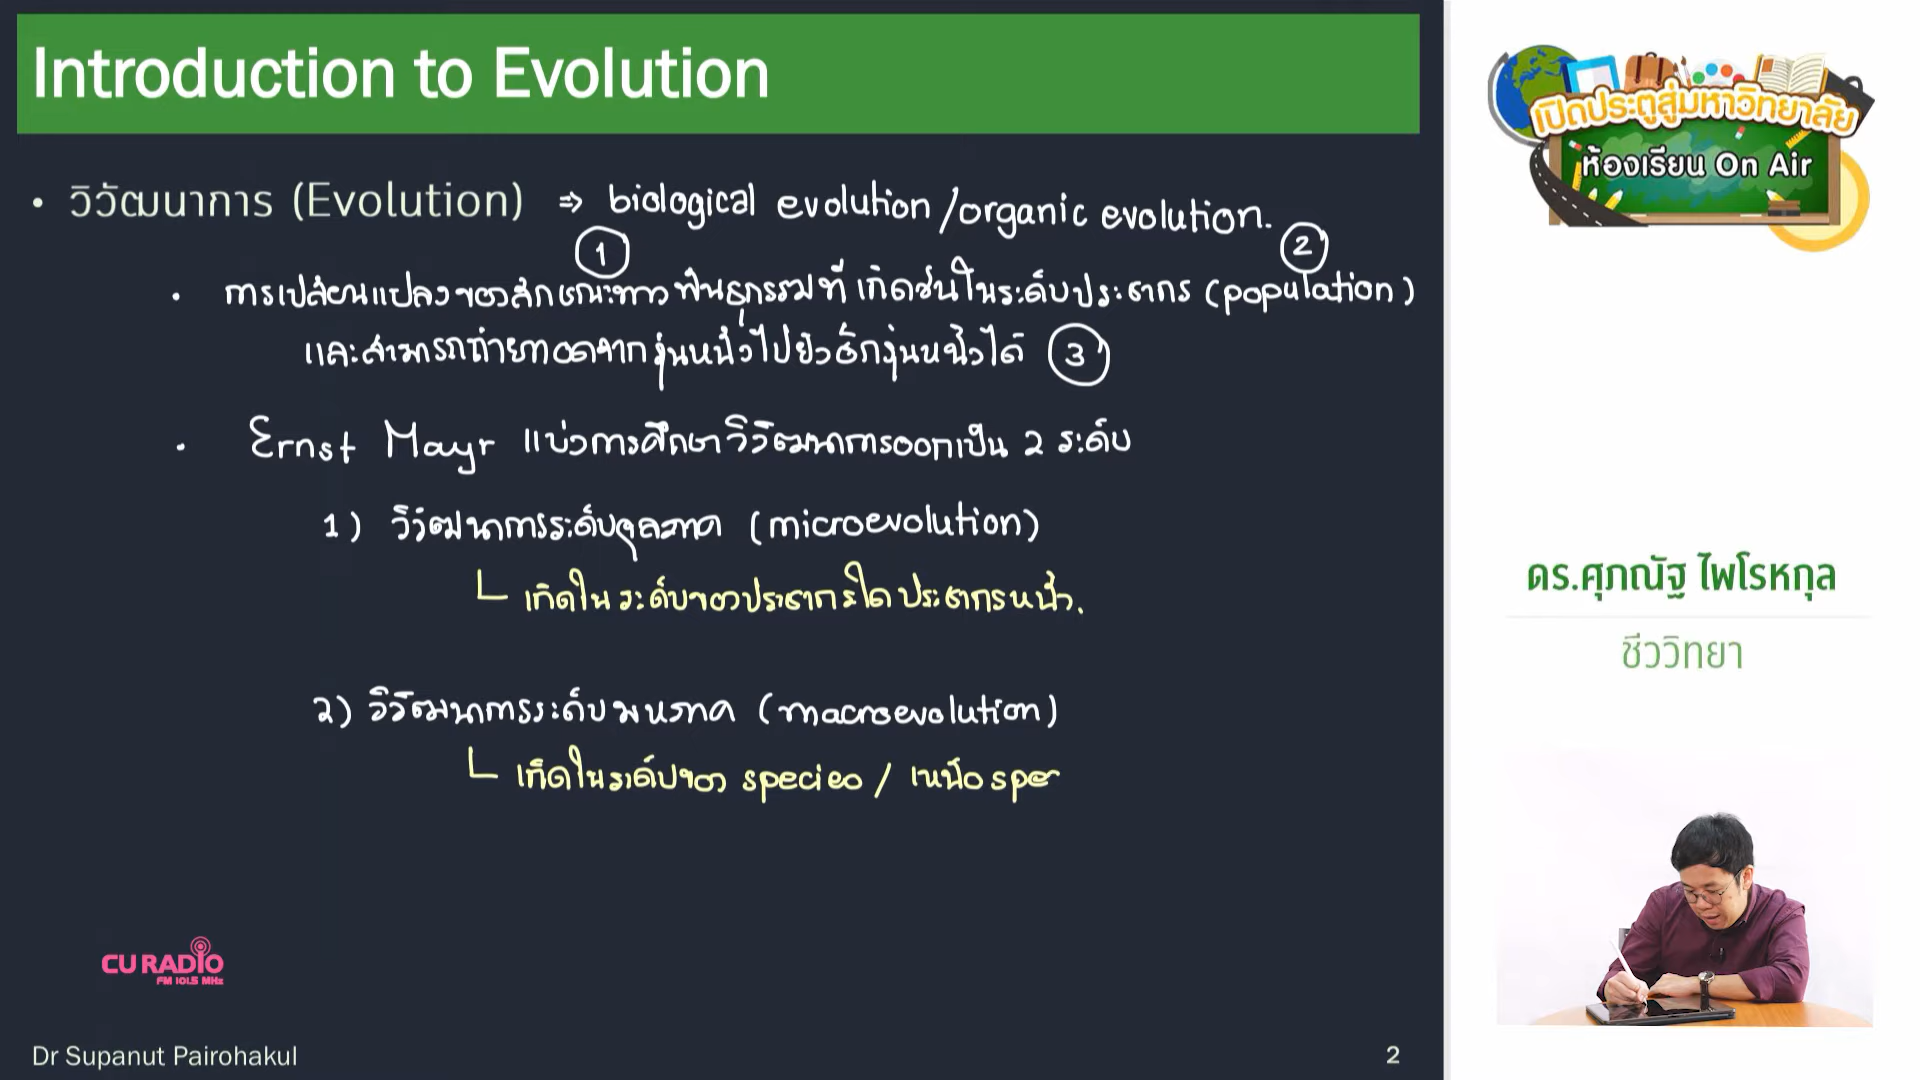 Introduction to Evolution
• วิวัฒนาการ (Evolution) ⇒ biological evolution/organic evolution.
1 2
• การเปลี่ยนแปลงของลักษณะทางพันธุกรรมที่เกิดขึ้นในระดับประชากร (population)
และสามารถถ่ายทอดจากรุ่นหนึ่งไปยังอีกรุ่นหนึ่งได้ 3
• Ernst Mayr แบ่งการศึกษาวิวัฒนาการออกเป็น 2 ระดับ
1) วิวัฒนาการระดับจุลภาค (microevolution)
เกิดในระดับของประชากรใดประชากรหนึ่ง.
2) วิวัฒนาการระดับมหภาค (macroevolution)
เกิดในระดับของ species / เหนือ spe
CU RADIO
FM 101.5 MHz
Dr Supanut Pairohakul
2
เปิดประตูสู่มหาวิทยาลัย
ห้องเรียน On Air
ดร.ศุภณัฐ ไพโรหกุล
ชีววิทยา